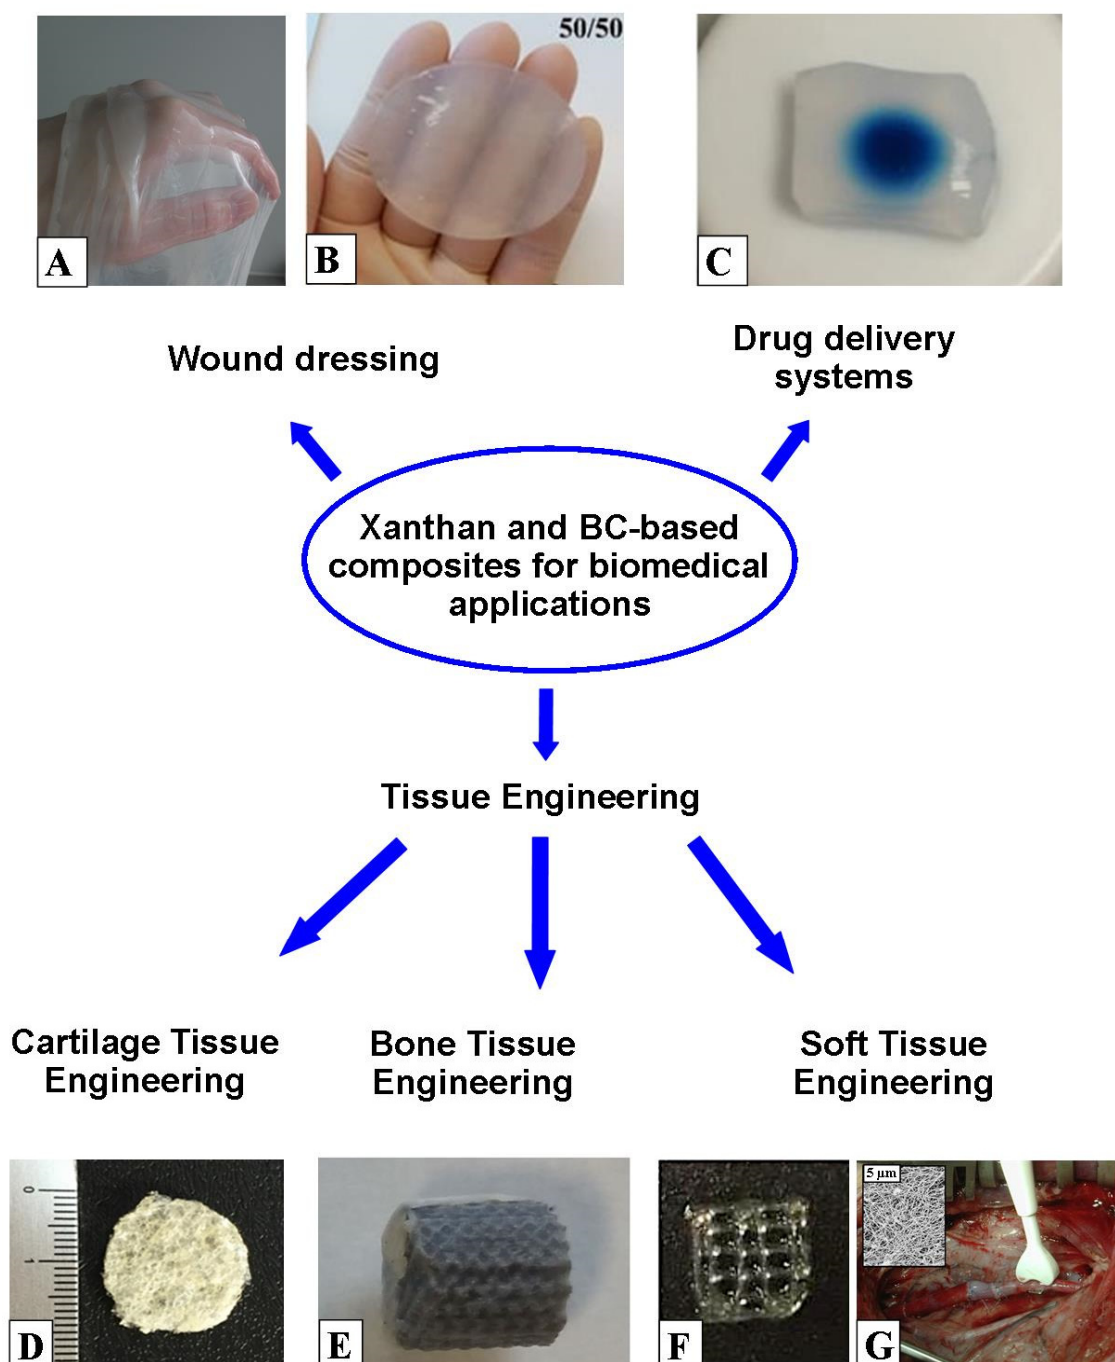 50/50
A
B
C
Wound dressing
Drug delivery
systems
Xanthan and BC-based
composites for biomedical
applications
Tissue Engineering
Cartilage Tissue
Engineering
Bone Tissue
Engineering
Soft Tissue
Engineering
0
1
5 µm
D
E
F
G